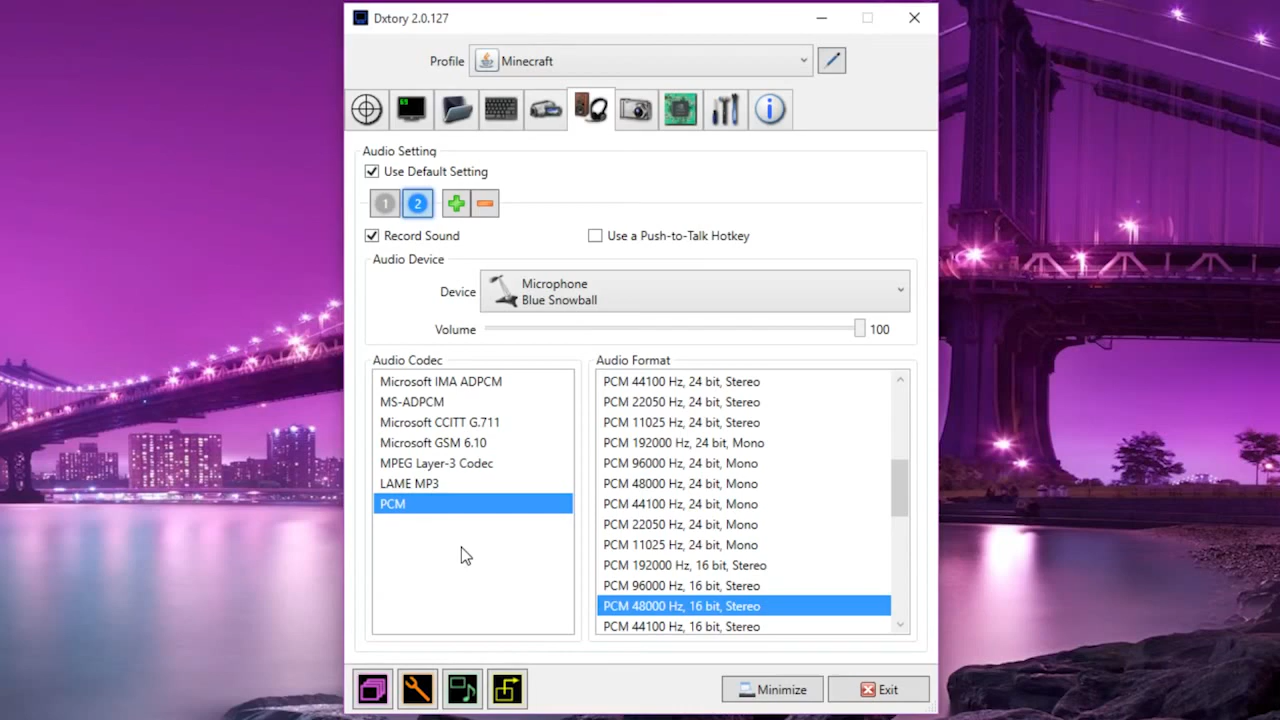 Dxtory 2.0.127
Profile
Minecraft
Audio Setting
Use Default Setting
1
2
Record Sound
Use a Push-to-Talk Hotkey
Audio Device
Device
Microphone
Blue Snowball
Volume
100
Audio Codec
Microsoft IMA ADPCM
MS-ADPCM
Microsoft CCITT G.711
Microsoft GSM 6.10
MPEG Layer-3 Codec
LAME MP3
PCM
Audio Format
PCM 44100 Hz, 24 bit, Stereo
PCM 22050 Hz, 24 bit, Stereo
PCM 11025 Hz, 24 bit, Stereo
PCM 192000 Hz, 24 bit, Mono
PCM 96000 Hz, 24 bit, Mono
PCM 48000 Hz, 24 bit, Mono
PCM 44100 Hz, 24 bit, Mono
PCM 22050 Hz, 24 bit, Mono
PCM 11025 Hz, 24 bit, Mono
PCM 192000 Hz, 16 bit, Stereo
PCM 96000 Hz, 16 bit, Stereo
PCM 48000 Hz, 16 bit, Stereo
PCM 44100 Hz, 16 bit, Stereo
Minimize
Exit